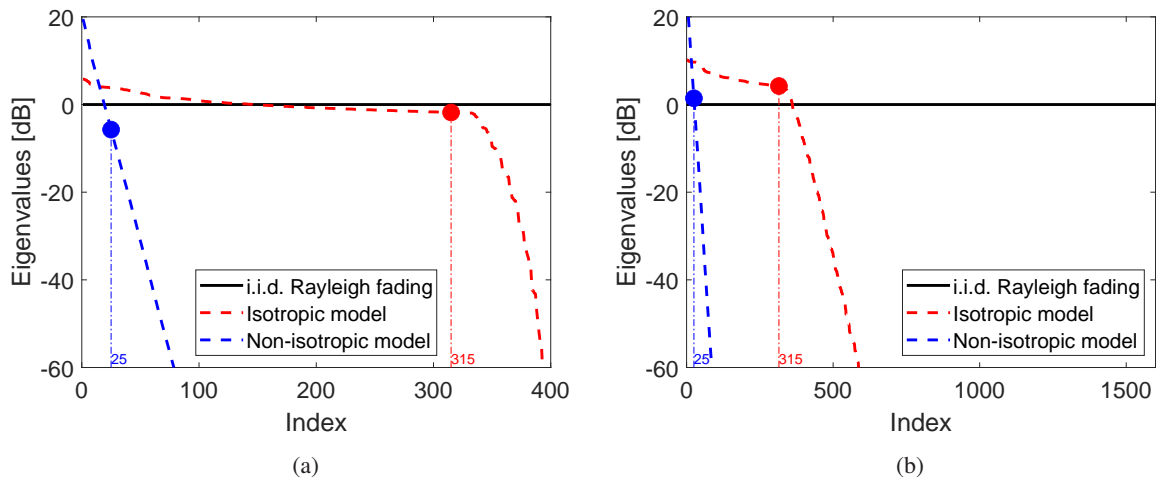 20
0
-20
-40
-60
Eigenvalues [dB]
i.i.d. Rayleigh fading
Isotropic model
Non-isotropic model
25
315
0
100
200
300
400
Index
(a)
20
0
-20
-40
-60
Eigenvalues [dB]
i.i.d. Rayleigh fading
Isotropic model
Non-isotropic model
25
315
0
500
1000
1500
Index
(b)